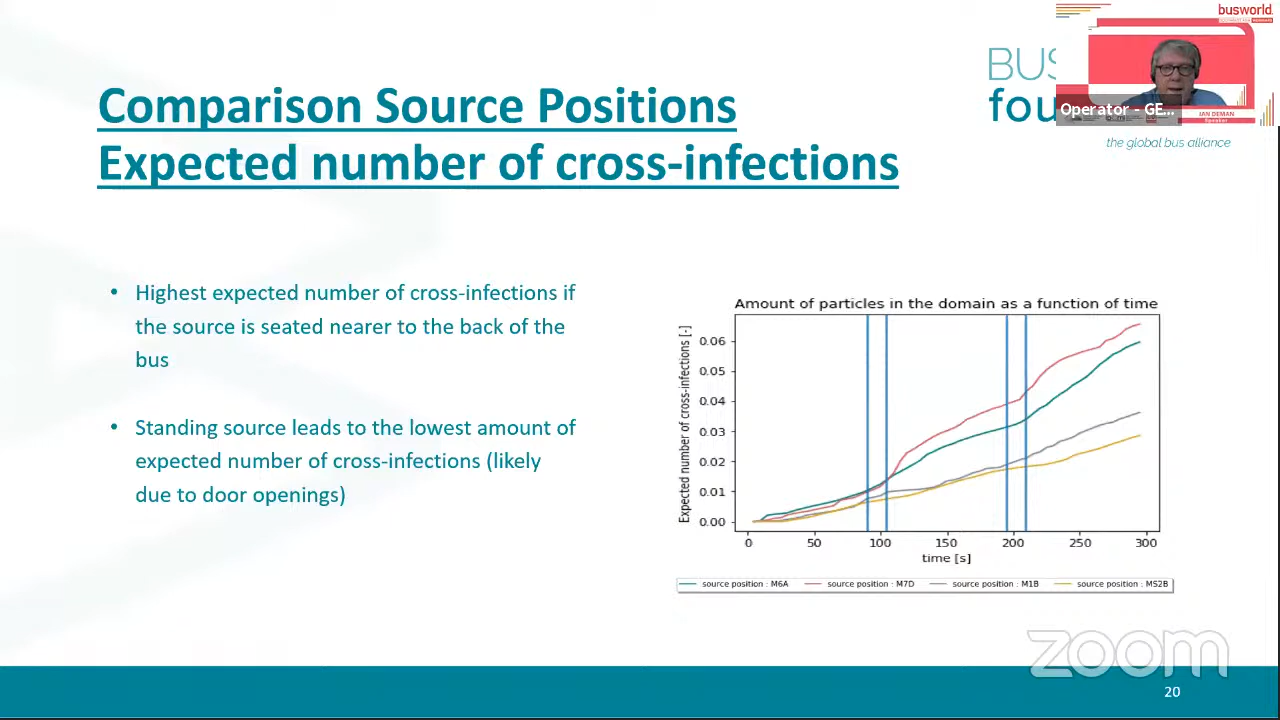 busworld.
BUS
Operator - GE...
JAN DEMAN
Speaker
fou
the global bus alliance
Comparison Source Positions
Expected number of cross-infections
• Highest expected number of cross-infections if
the source is seated nearer to the back of the
bus
• Standing source leads to the lowest amount of
expected number of cross-infections (likely
due to door openings)
Amount of particles in the domain as a function of time
Expected number of cross-infections [-]
0.06
0.05
0.04
0.03
0.02
0.01
0.00
0 50 100 150 200 250 300
time [s]
source position : M6A source position : M7D source position : M1B source position : MS2B
zoom
20